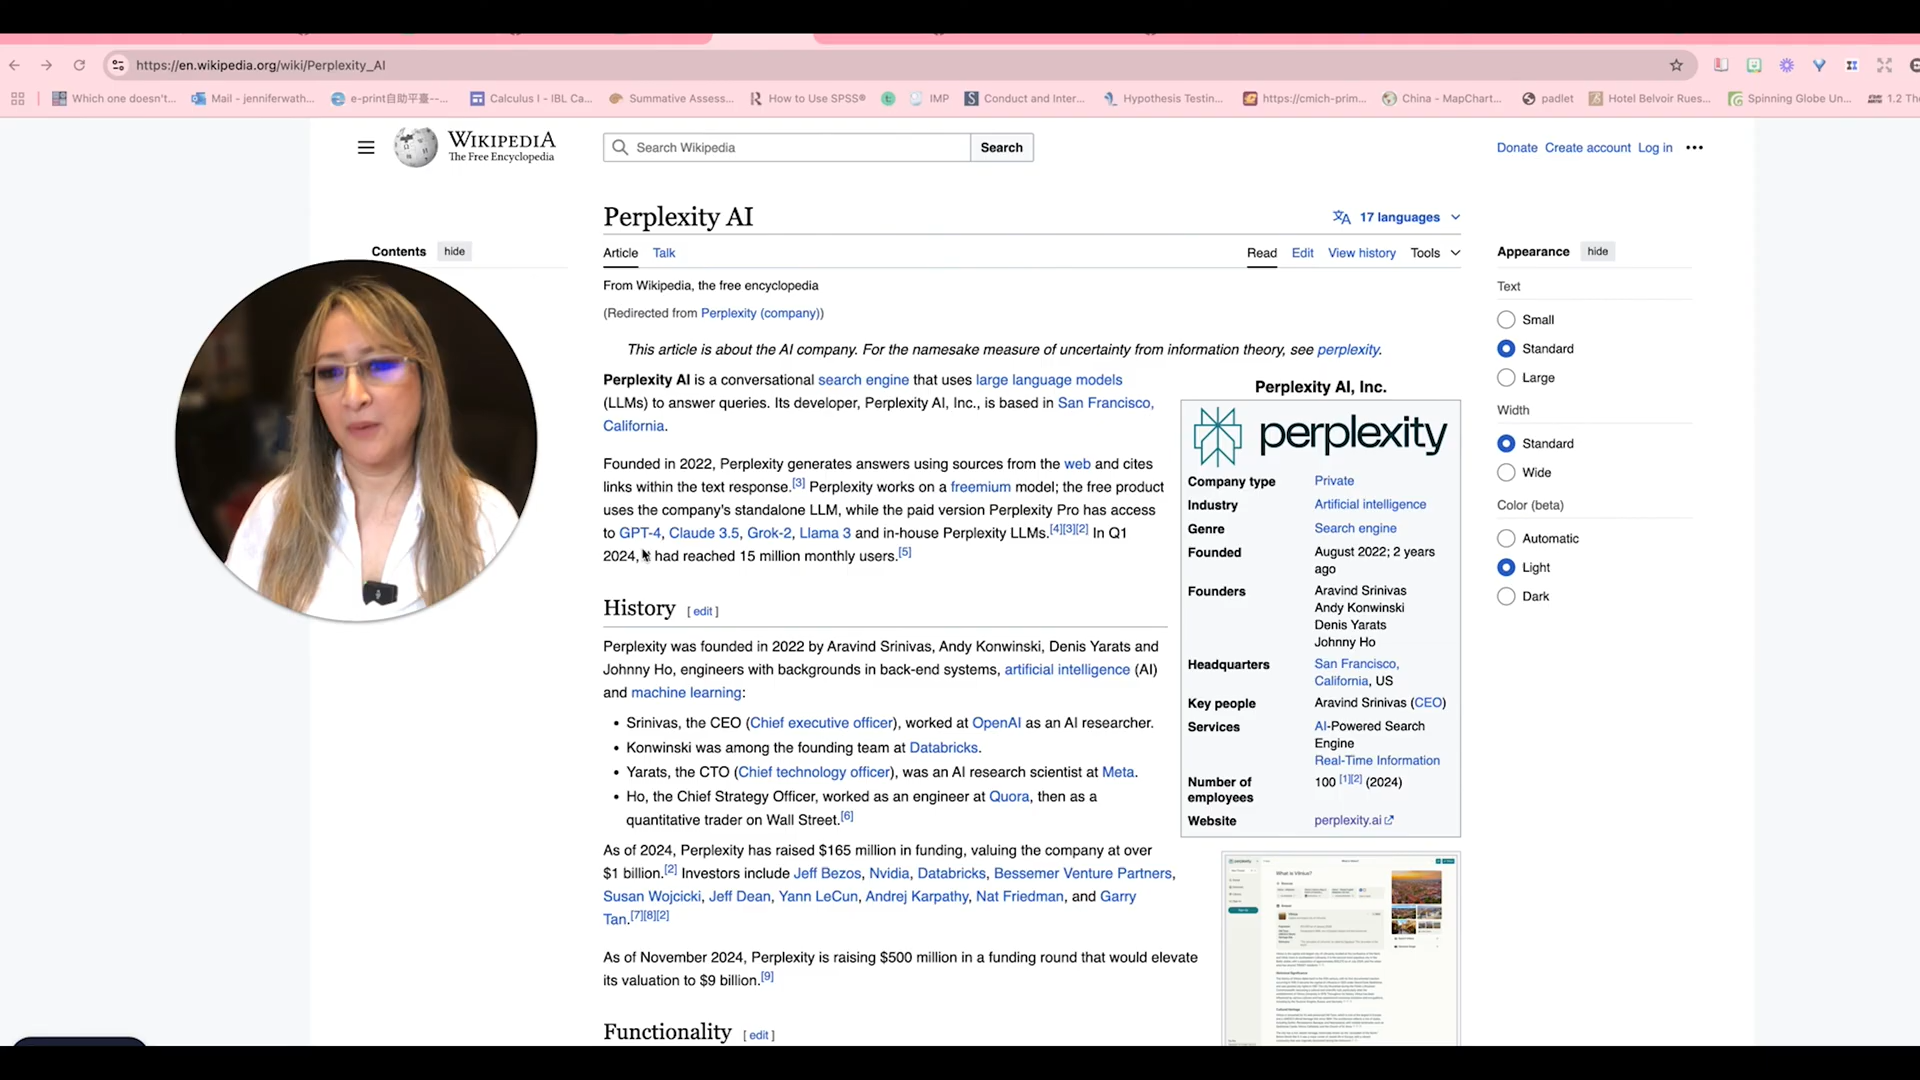 https://en.wikipedia.org/wiki/Perplexity_AI
Which one doesn't...
Mail - jenniferwath...
e-print自助平臺--...
Calculus I - IBL Ca...
Summative Assess...
How to Use SPSS®
IMP
Conduct and Inter...
Hypothesis Testin...
https://cmich-prim...
China - MapChart...
padlet
Hotel Belvoir Rues...
Spinning Globe Un...
1.2 The
WIKIPEDIA
The Free Encyclopedia
Search Wikipedia
Search
Donate Create account Log in
Perplexity AI
17 languages
Contents hide
Article Talk
Read Edit View history Tools
From Wikipedia, the free encyclopedia
(Redirected from Perplexity (company))
This article is about the AI company. For the namesake measure of uncertainty from information theory, see perplexity.
Perplexity AI is a conversational search engine that uses large language models
(LLMs) to answer queries. Its developer, Perplexity AI, Inc., is based in San Francisco,
California.
Founded in 2022, Perplexity generates answers using sources from the web and cites
links within the text response.[3] Perplexity works on a freemium model; the free product
uses the company's standalone LLM, while the paid version Perplexity Pro has access
to GPT-4, Claude 3.5, Grok-2, Llama 3 and in-house Perplexity LLMs.[4][3][2] In Q1
2024, had reached 15 million monthly users.[5]
History [ edit ]
Perplexity was founded in 2022 by Aravind Srinivas, Andy Konwinski, Denis Yarats and
Johnny Ho, engineers with backgrounds in back-end systems, artificial intelligence (AI)
and machine learning:
• Srinivas, the CEO (Chief executive officer), worked at OpenAI as an AI researcher.
• Konwinski was among the founding team at Databricks.
• Yarats, the CTO (Chief technology officer), was an AI research scientist at Meta.
• Ho, the Chief Strategy Officer, worked as an engineer at Quora, then as a
quantitative trader on Wall Street.[6]
As of 2024, Perplexity has raised $165 million in funding, valuing the company at over
$1 billion.[2] Investors include Jeff Bezos, Nvidia, Databricks, Bessemer Venture Partners,
Susan Wojcicki, Jeff Dean, Yann LeCun, Andrej Karpathy, Nat Friedman, and Garry
Tan.[7][8][2]
As of November 2024, Perplexity is raising $500 million in a funding round that would elevate
its valuation to $9 billion.[9]
Functionality [ edit ]
Perplexity AI, Inc.
perplexity
Company type Private
Industry Artificial intelligence
Genre Search engine
Founded August 2022; 2 years
ago
Founders Aravind Srinivas
Andy Konwinski
Denis Yarats
Johnny Ho
Headquarters San Francisco,
California, US
Key people Aravind Srinivas (CEO)
Services AI-Powered Search
Engine
Real-Time Information
Number of 100 [1][2] (2024)
employees
Website perplexity.ai
perplexity
What is Vilnius?
Appearance hide
Text
Small
Standard
Large
Width
Standard
Wide
Color (beta)
Automatic
Light
Dark